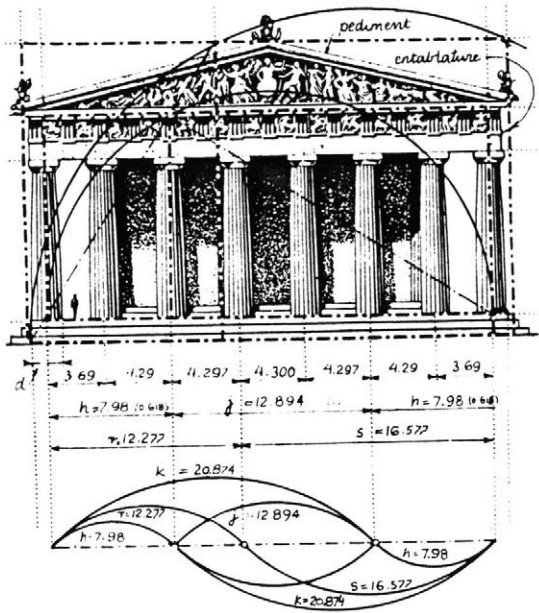 pediment
entablature
d
3.69 4.29 4.297 4.300 4.297 4.29 3.69
h = 7.98 (0.618) j = 12.894 h = 7.98 (0.618)
r = 12.277 s = 16.577
k = 20.874
r = 12.277 j = 12.894
h = 7.98 h = 7.98
s = 16.577
k = 20.874